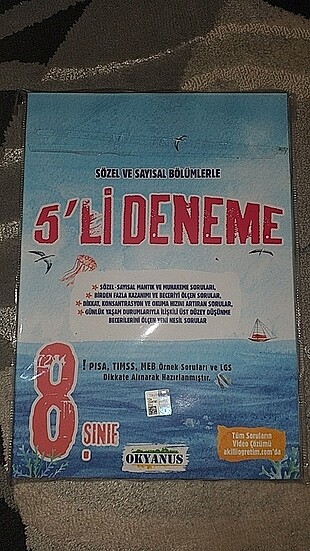 SÖZEL VE SAYISAL BÖLÜMLERLE
5'Lİ DENEME
SÖZEL-SAYISAL MANTIK VE MUHAKEME SORULARI,
BİRDEN FAZLA KAZANIMI VE BECERİYİ ÖLÇEN SORULAR,
DİKKAT, KONSANTRASYON VE OKUMA HIZINI ARTIRAN SORULAR,
GÜNLÜK YAŞAM DURUMLARIYLA İLİŞKİLİ ÜST DÜZEY DÜŞÜNME
BECERİLERİNİ ÖLÇEN YENİ NESİL SORULAR
! PISA, TIMSS, MEB Örnek Soruları ve LGS
Dikkate Alınarak Hazırlanmıştır.
8.
SINIF
OKYANUS
Tüm Soruların
Video Çözümü
akilliogretim.com'da